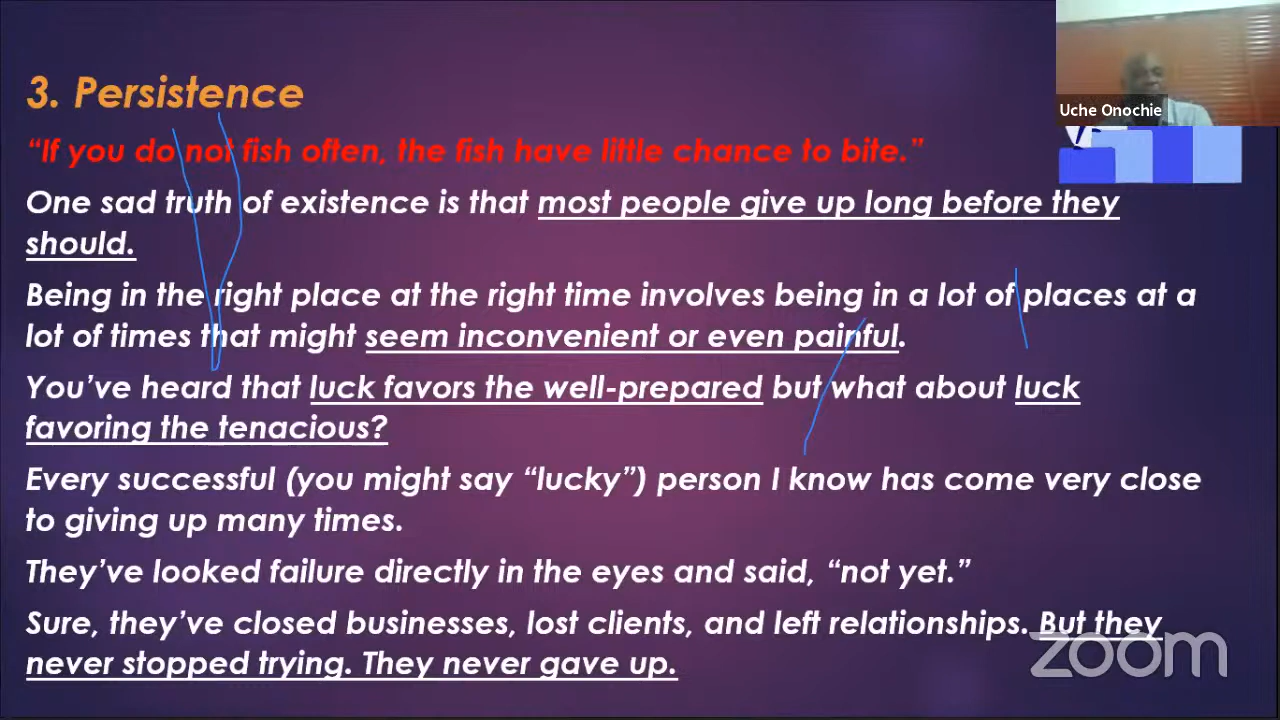 3. Persistence
“If you do not fish often, the fish have little chance to bite.”
One sad truth of existence is that most people give up long before they
should.
Being in the right place at the right time involves being in a lot of places at a
lot of times that might seem inconvenient or even painful.
You’ve heard that luck favors the well-prepared but what about luck
favoring the tenacious?
Every successful (you might say “lucky”) person I know has come very close
to giving up many times.
They’ve looked failure directly in the eyes and said, “not yet.”
Sure, they’ve closed businesses, lost clients, and left relationships. But they
never stopped trying. They never gave up.
Uche Onochie
zoom